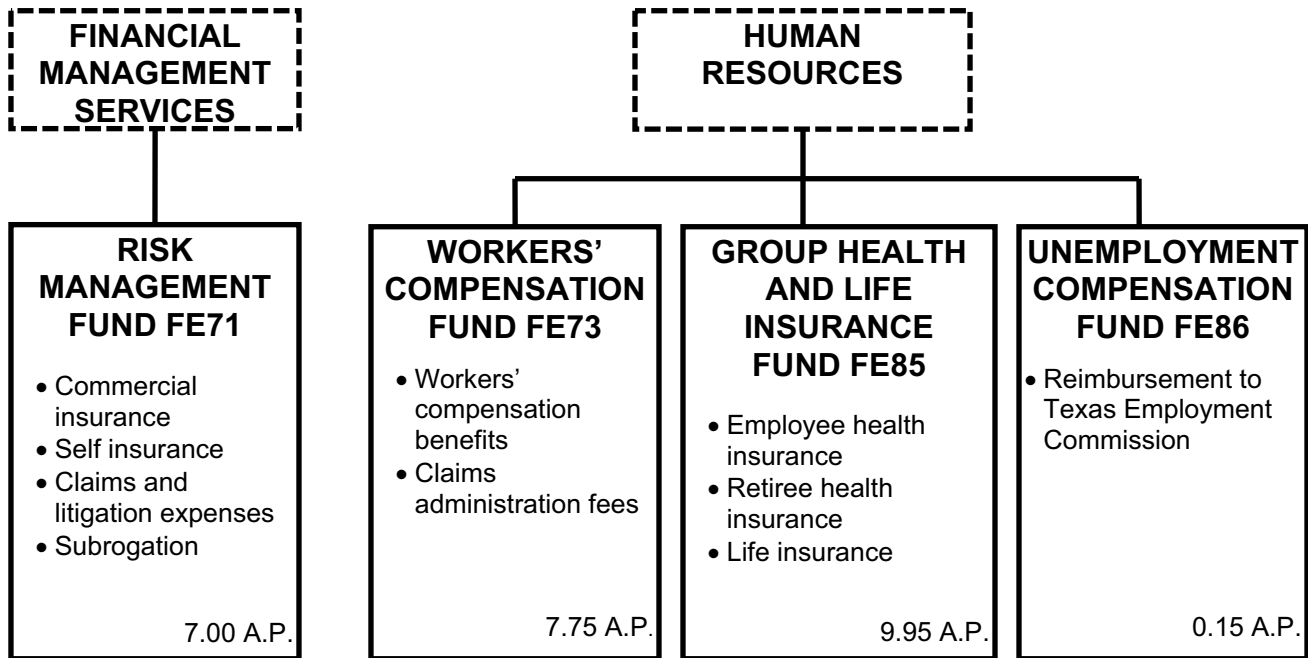 FINANCIAL
MANAGEMENT
SERVICES
HUMAN
RESOURCES
RISK
MANAGEMENT
FUND FE71
• Commercial
insurance
• Self insurance
• Claims and
litigation expenses
• Subrogation
7.00 A.P.
WORKERS’
COMPENSATION
FUND FE73
• Workers’
compensation
benefits
• Claims
administration fees
7.75 A.P.
GROUP HEALTH
AND LIFE
INSURANCE
FUND FE85
• Employee health
insurance
• Retiree health
insurance
• Life insurance
9.95 A.P.
UNEMPLOYMENT
COMPENSATION
FUND FE86
• Reimbursement to
Texas Employment
Commission
0.15 A.P.